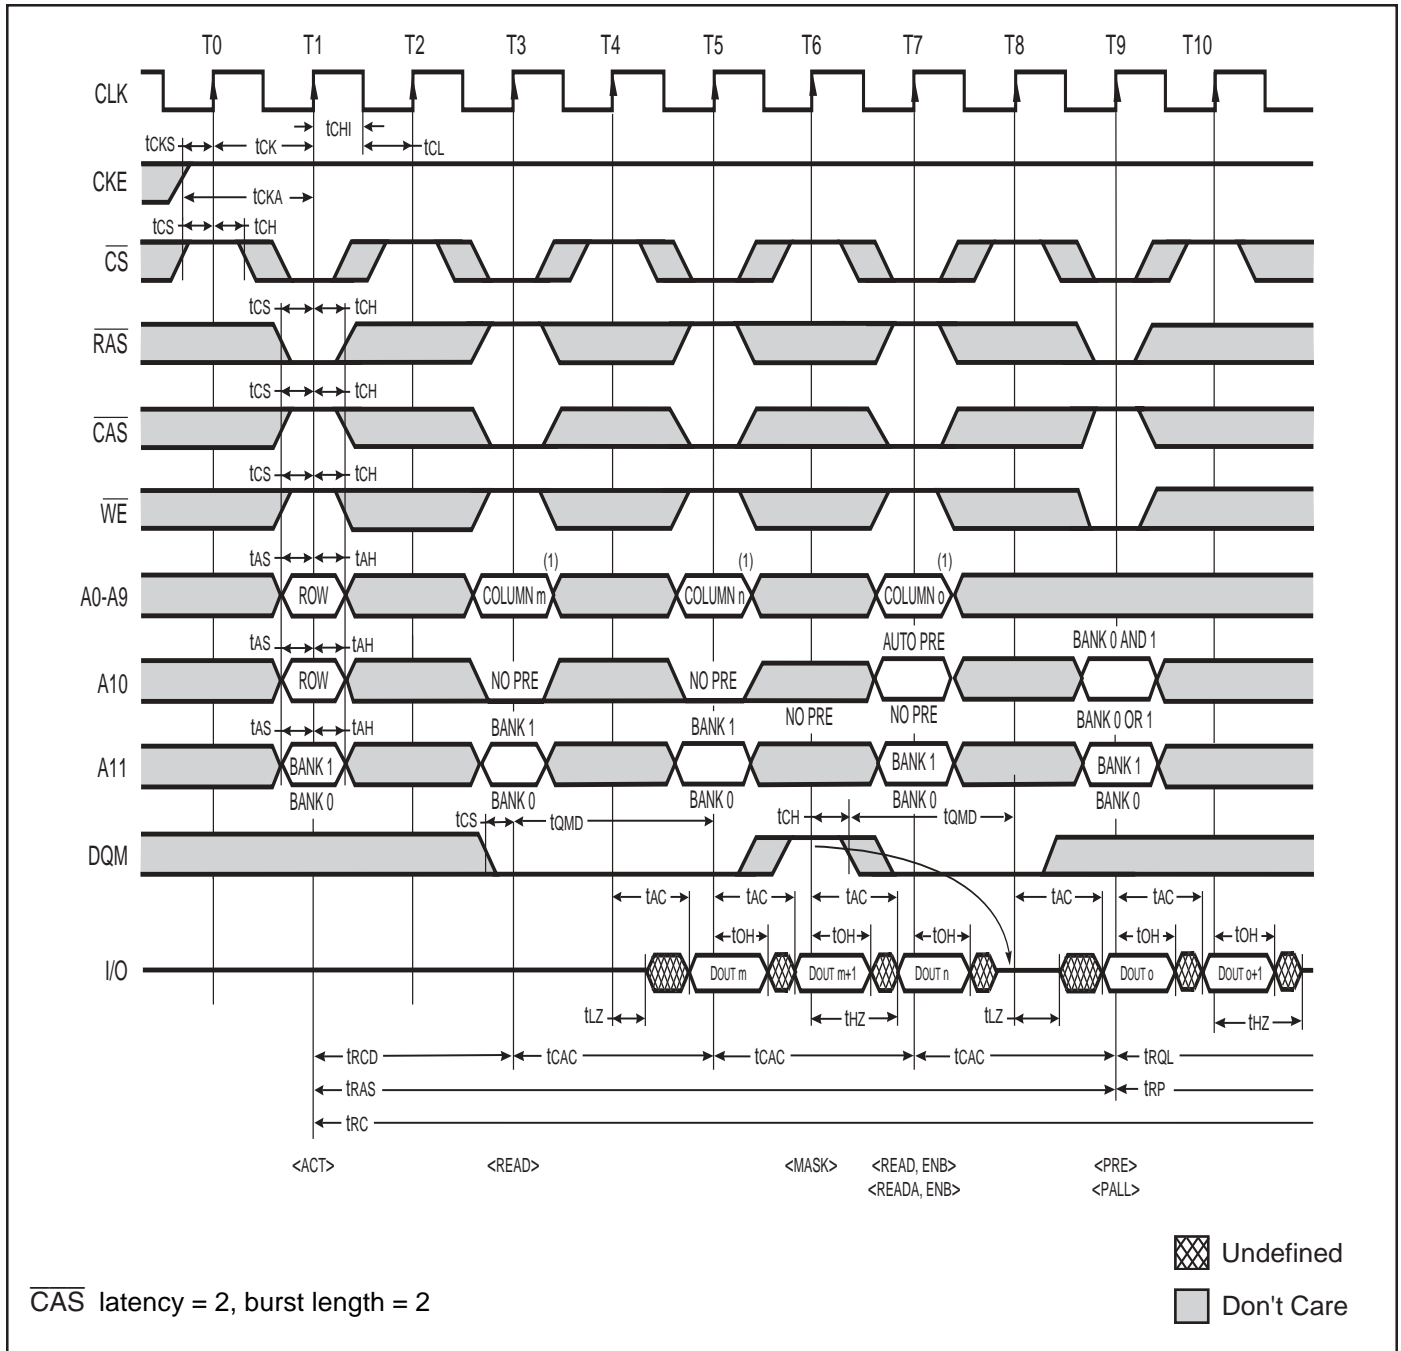 T0 T1 T2 T3 T4 T5 T6 T7 T8 T9 T10
CLK
tCHI
tCKS tCK tCL
CKE
tCKA
tCS tCH
CS
tCS tCH
RAS
tCS tCH
CAS
tCS tCH
WE
tAS tAH (1) (1) (1)
A0-A9 ROW COLUMN m COLUMN n COLUMN o
tAS tAH AUTO PRE BANK 0 AND 1
A10 ROW NO PRE NO PRE
tAS tAH BANK 1 BANK 1 NO PRE NO PRE BANK 0 OR 1
A11 BANK 1 BANK 1 BANK 1
BANK 0 BANK 0 BANK 0 BANK 0 BANK 0
tCS tQMD tCH tQMD
DQM
tAC tAC tAC tAC tAC
tOH tOH tOH tOH tOH
I/O DOUT m DOUT m+1 DOUT n DOUT o DOUT o+1
tLZ tHZ tLZ tHZ
tRCD tCAC tCAC tCAC tRQL
tRAS tRP
tRC
<ACT> <READ> <MASK> <READ, ENB> <PRE>
<READA, ENB> <PALL>
Undefined
CAS latency = 2, burst length = 2
Don't Care